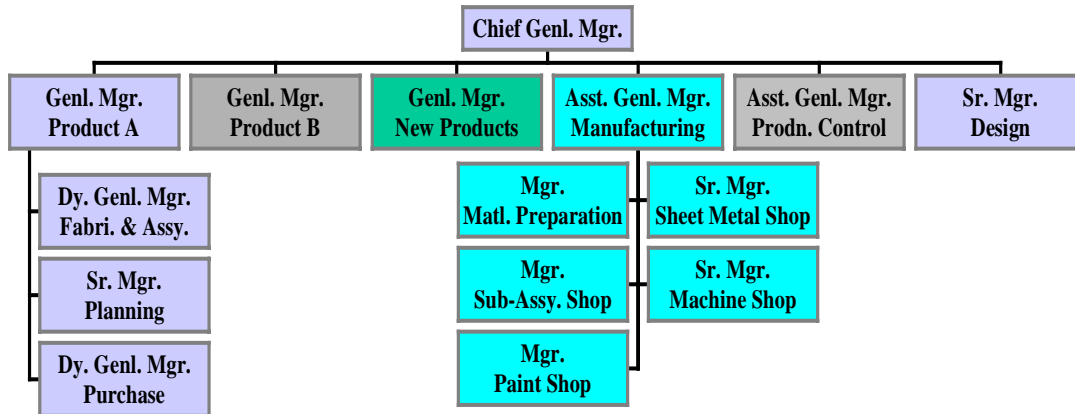 Chief Genl. Mgr.
Genl. Mgr.
Product A
Genl. Mgr.
Product B
Genl. Mgr.
New Products
Asst. Genl. Mgr.
Manufacturing
Asst. Genl. Mgr.
Prodn. Control
Sr. Mgr.
Design
Dy. Genl. Mgr.
Fabri. & Assy.
Sr. Mgr.
Planning
Dy. Genl. Mgr.
Purchase
Mgr.
Matl. Preparation
Sr. Mgr.
Sheet Metal Shop
Mgr.
Sub-Assy. Shop
Sr. Mgr.
Machine Shop
Mgr.
Paint Shop